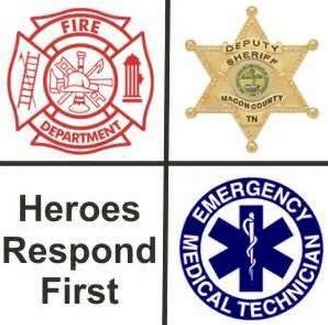 FIRE
DEPARTMENT
DEPUTY
SHERIFF
MACON COUNTY
TN
Heroes
Respond
First
EMERGENCY
MEDICAL TECHNICIAN